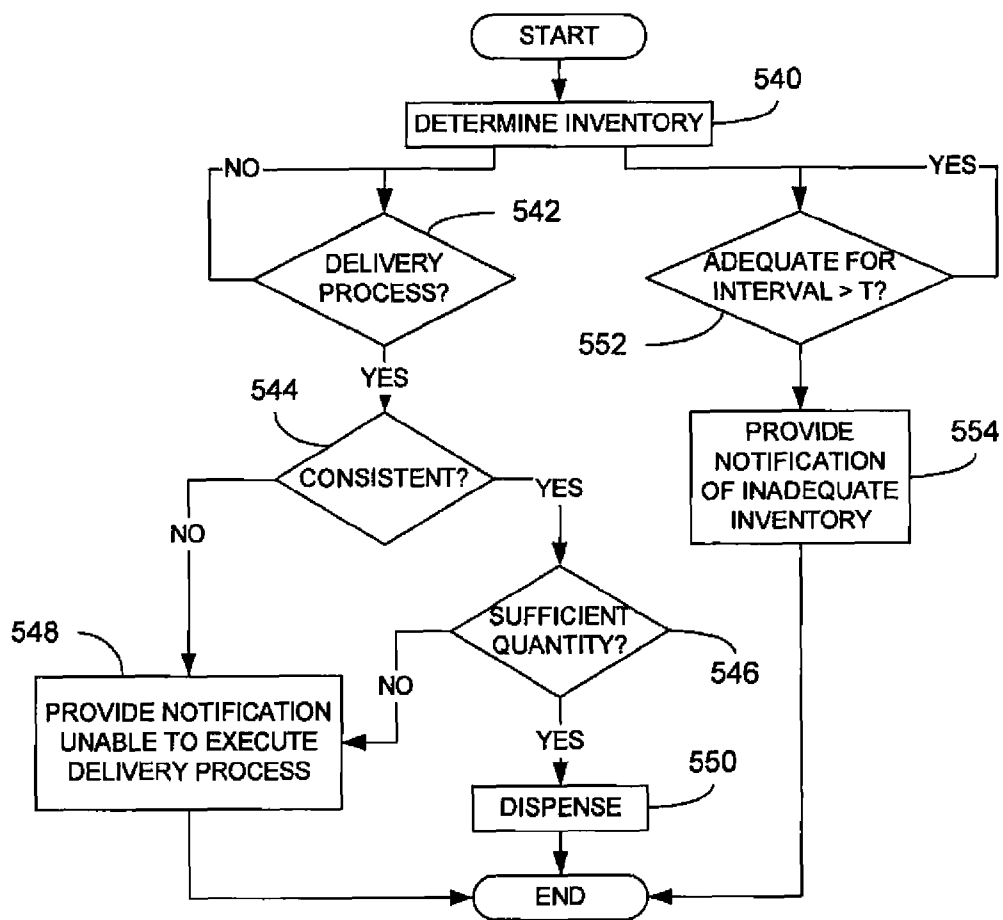 START
540
DETERMINE INVENTORY
NO
YES
542
DELIVERY
PROCESS?
ADEQUATE FOR
INTERVAL > T?
552
YES
544
CONSISTENT?
YES
NO
PROVIDE
NOTIFICATION
OF INADEQUATE
INVENTORY
554
SUFFICIENT
QUANTITY?
546
548
NO
PROVIDE NOTIFICATION
UNABLE TO EXECUTE
DELIVERY PROCESS
YES
550
DISPENSE
END